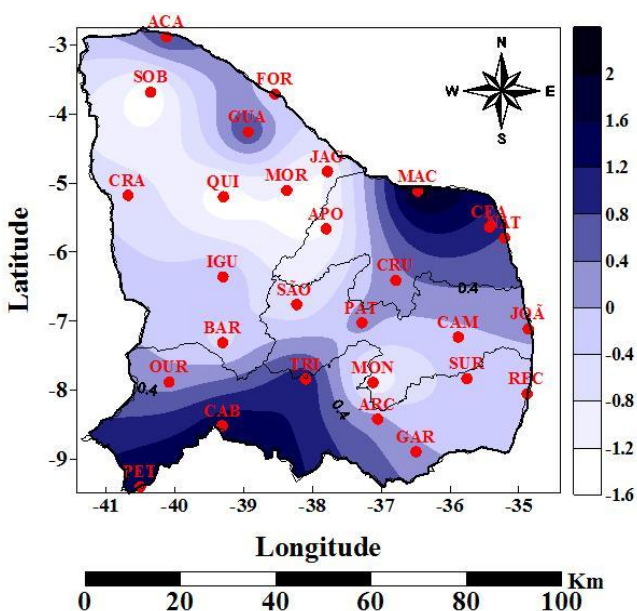 -3
-4
-5
-6
-7
-8
-9
Latitude
ACA
SOB
FOR
GUA
JAG
CRA
QUI
MOR
MAC
APO
CEA
NAT
IGU
CRU
SÃO
0.4
BAR
PAT
CAM
JOÃ
OUR
TRI
MON
SUR
REC
0.4
0.4
CAB
ARC
GAR
PET
N
W
E
S
2
1.6
1.2
0.8
0.4
0
-0.4
-0.8
-1.2
-1.6
-41 -40 -39 -38 -37 -36 -35
Longitude
Km
0 20 40 60 80 100